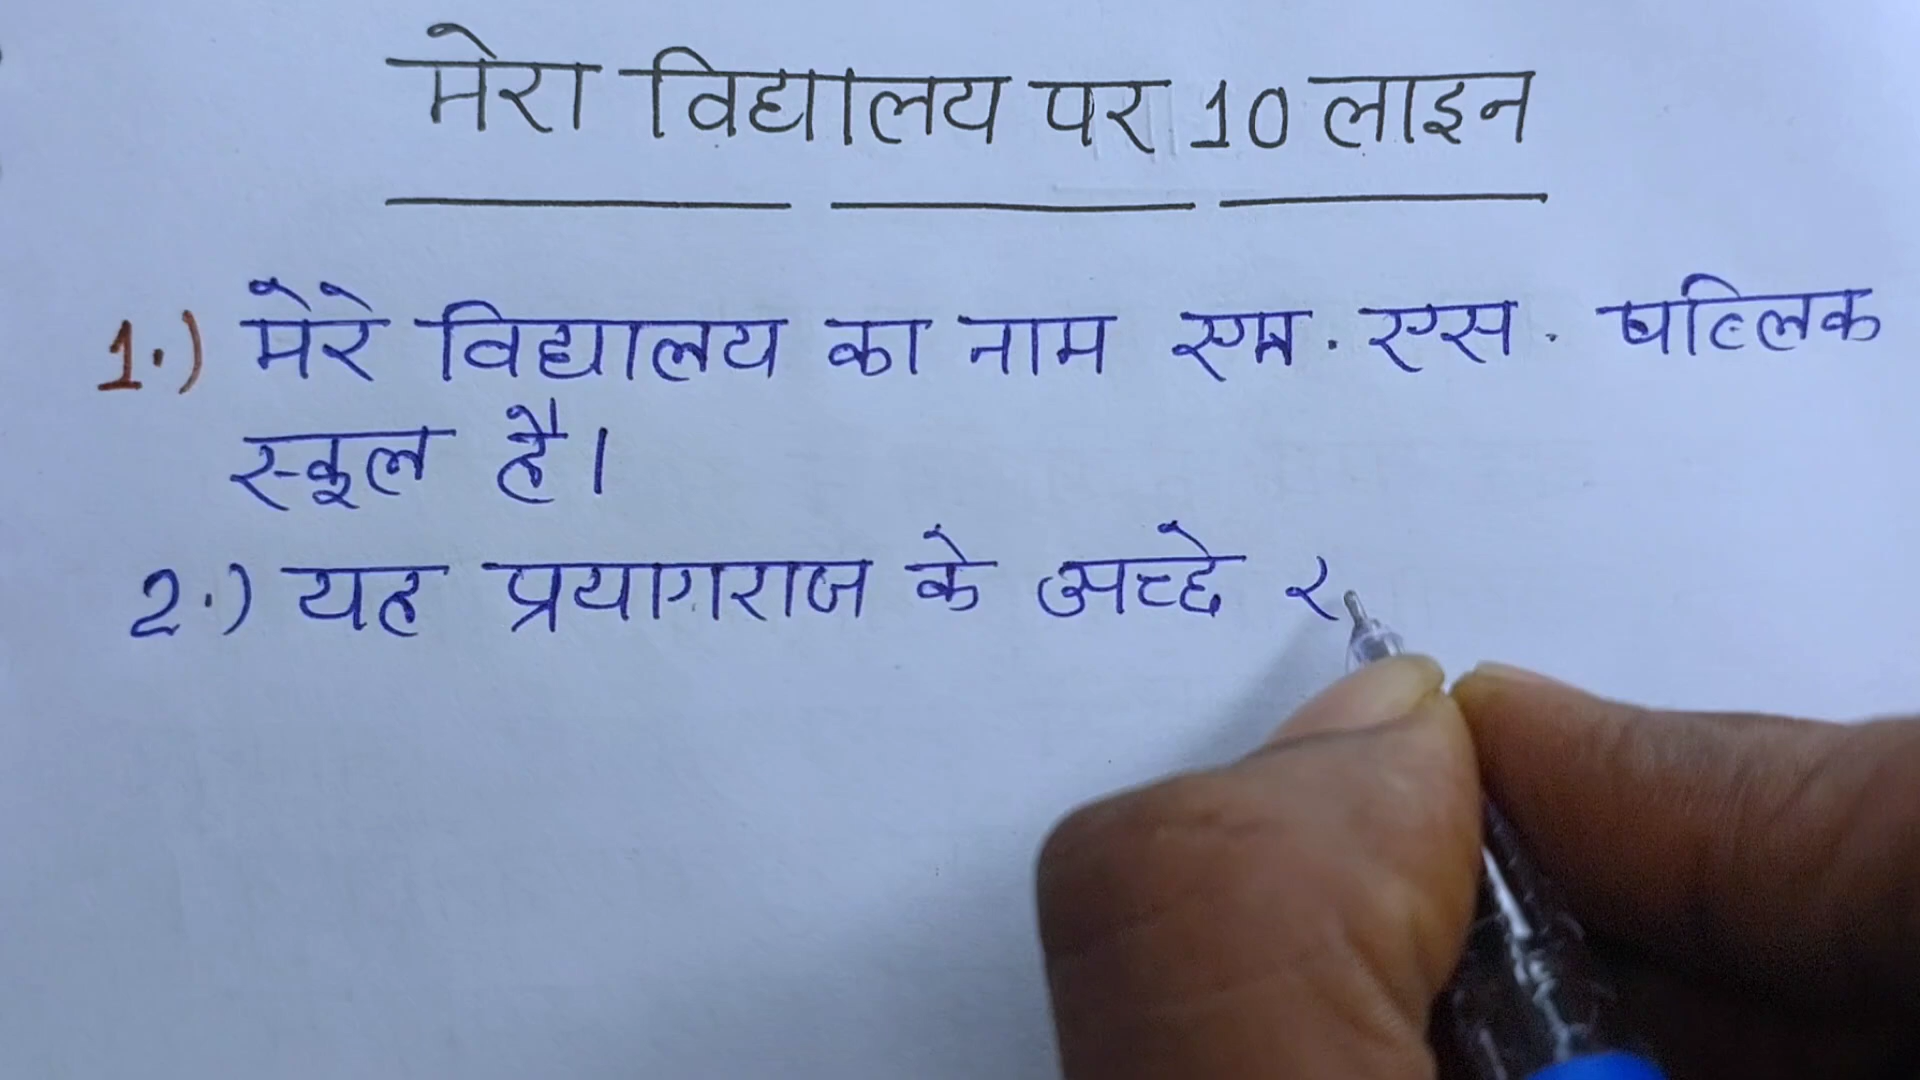 मेरा विद्यालय पर 10 लाइन
1.) मेरे विद्यालय का नाम एम. एस. पब्लिक
स्कूल है।
2.) यह प्रयागराज के अच्छे